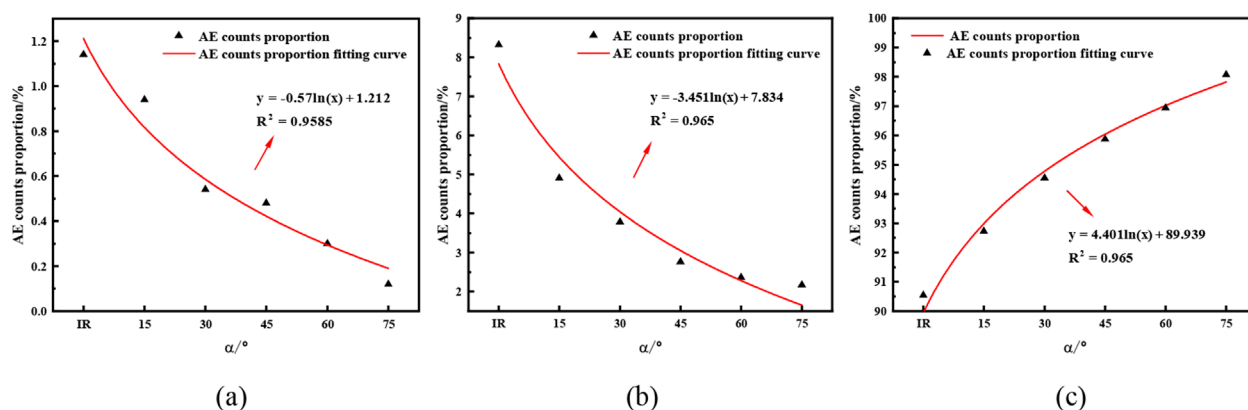 AE counts proportion/%
1.2
1.0
0.8
0.6
0.4
0.2
0.0
AE counts proportion
AE counts proportion fitting curve
y = -0.57ln(x) + 1.212
R² = 0.9585
IR 15 30 45 60 75
α/°
(a)
AE counts proportion/%
9
8
7
6
5
4
3
2
AE counts proportion
AE counts proportion fitting curve
y = -3.451ln(x) + 7.834
R² = 0.965
IR 15 30 45 60 75
α/°
(b)
AE counts proportion/%
100
99
98
97
96
95
94
93
92
91
90
AE counts proportion
AE counts proportion fitting curve
y = 4.401ln(x) + 89.939
R² = 0.965
IR 15 30 45 60 75
α/°
(c)